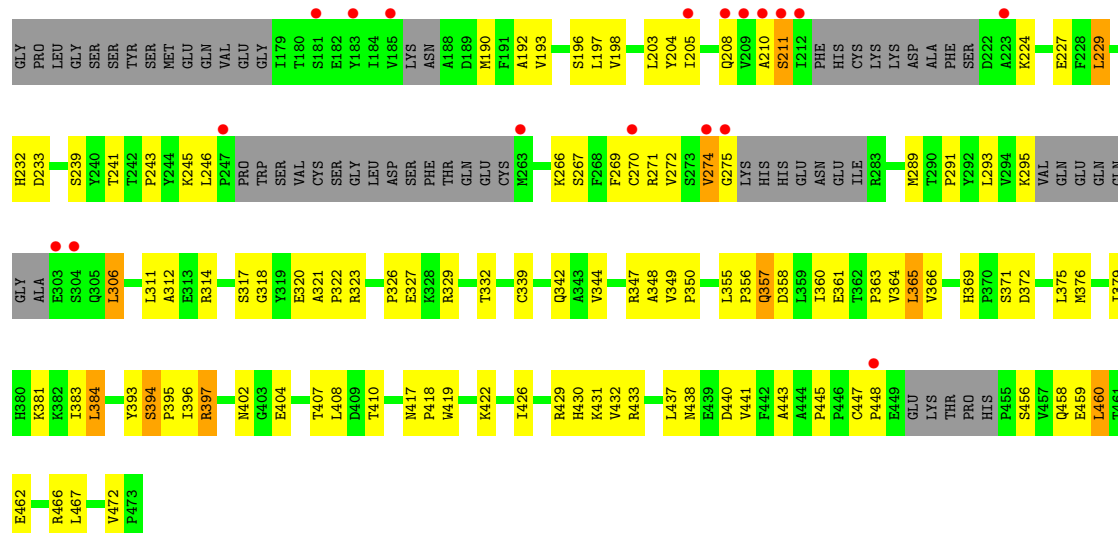 GLY PRO LEU GLY SER SER TYR SER MET GLU GLN VAL GLU GLY I179 T180 S181 E182 Y183 I184 V185 LYS ASN A188 D189 M190 F191 A192 V193 S196 L197 V198 L203 Y204 I205 Q208 V209 A210 S211 I212 PHE HIS CYS LYS LYS ASP ALA PHE SER D222 A223 K224 E227 F228 L229
H232 D233 S239 Y240 T241 T242 P243 Y244 K245 L246 P247 PRO TRP SER VAL CYS SER GLY LEU ASP SER PHE THR GLN GLU CYS M263 K266 S267 F268 F269 C270 R271 V272 S273 V274 G275 LYS HIS HIS GLU ASN GLU ILE R283 M289 T290 P291 Y292 L293 V294 K295 VAL GLN GLU GLU GLN GLN
GLY ALA E303 S304 Q305 L306 L311 A312 E313 R314 S317 G318 Y319 E320 A321 P322 R323 P326 E327 K328 R329 T332 C339 Q342 A343 V344 R347 A348 V349 P350 L355 P356 Q357 D358 L359 I360 E361 T362 P363 V364 L365 V366 H369 P370 S371 D372 L375 M376 I379
H380 K381 K382 I383 L384 Y393 S394 P395 I396 R397 N402 G403 E404 T407 L408 D409 T410 N417 P418 W419 K422 I426 R429 H430 K431 V432 R433 L437 N438 E439 D440 V441 F442 A443 A444 P445 P446 C447 P448 E449 GLU LYS THR PRO HIS P455 S456 V457 Q458 E459 L460 T461
E462 R466 L467 V472 P473